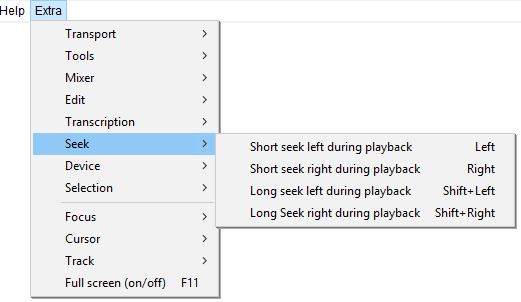 Help Extra
Transport
Tools
Mixer
Edit
Transcription
Seek
Device
Selection
Focus
Cursor
Track
Full screen (on/off) F11
Short seek left during playback Left
Short seek right during playback Right
Long seek left during playback Shift+Left
Long Seek right during playback Shift+Right